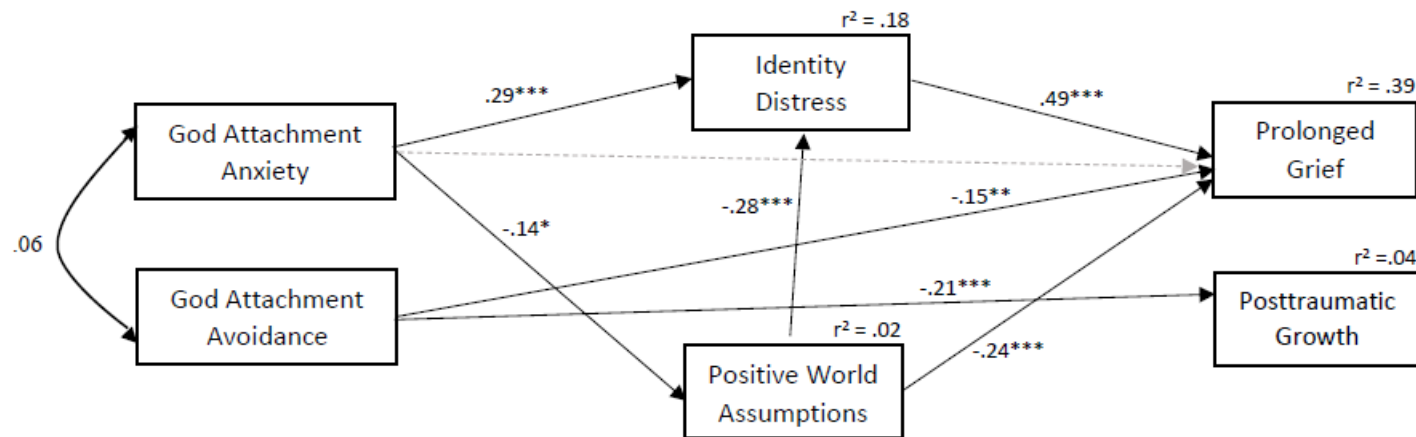 r² = .18
Identity
Distress
.29***
.49***
r² = .39
God Attachment
Anxiety
Prolonged
Grief
-.28***
-.15**
-.14*
.06
r² =.04
God Attachment
Avoidance
-.21***
Posttraumatic
Growth
r² = .02
-.24***
Positive World
Assumptions